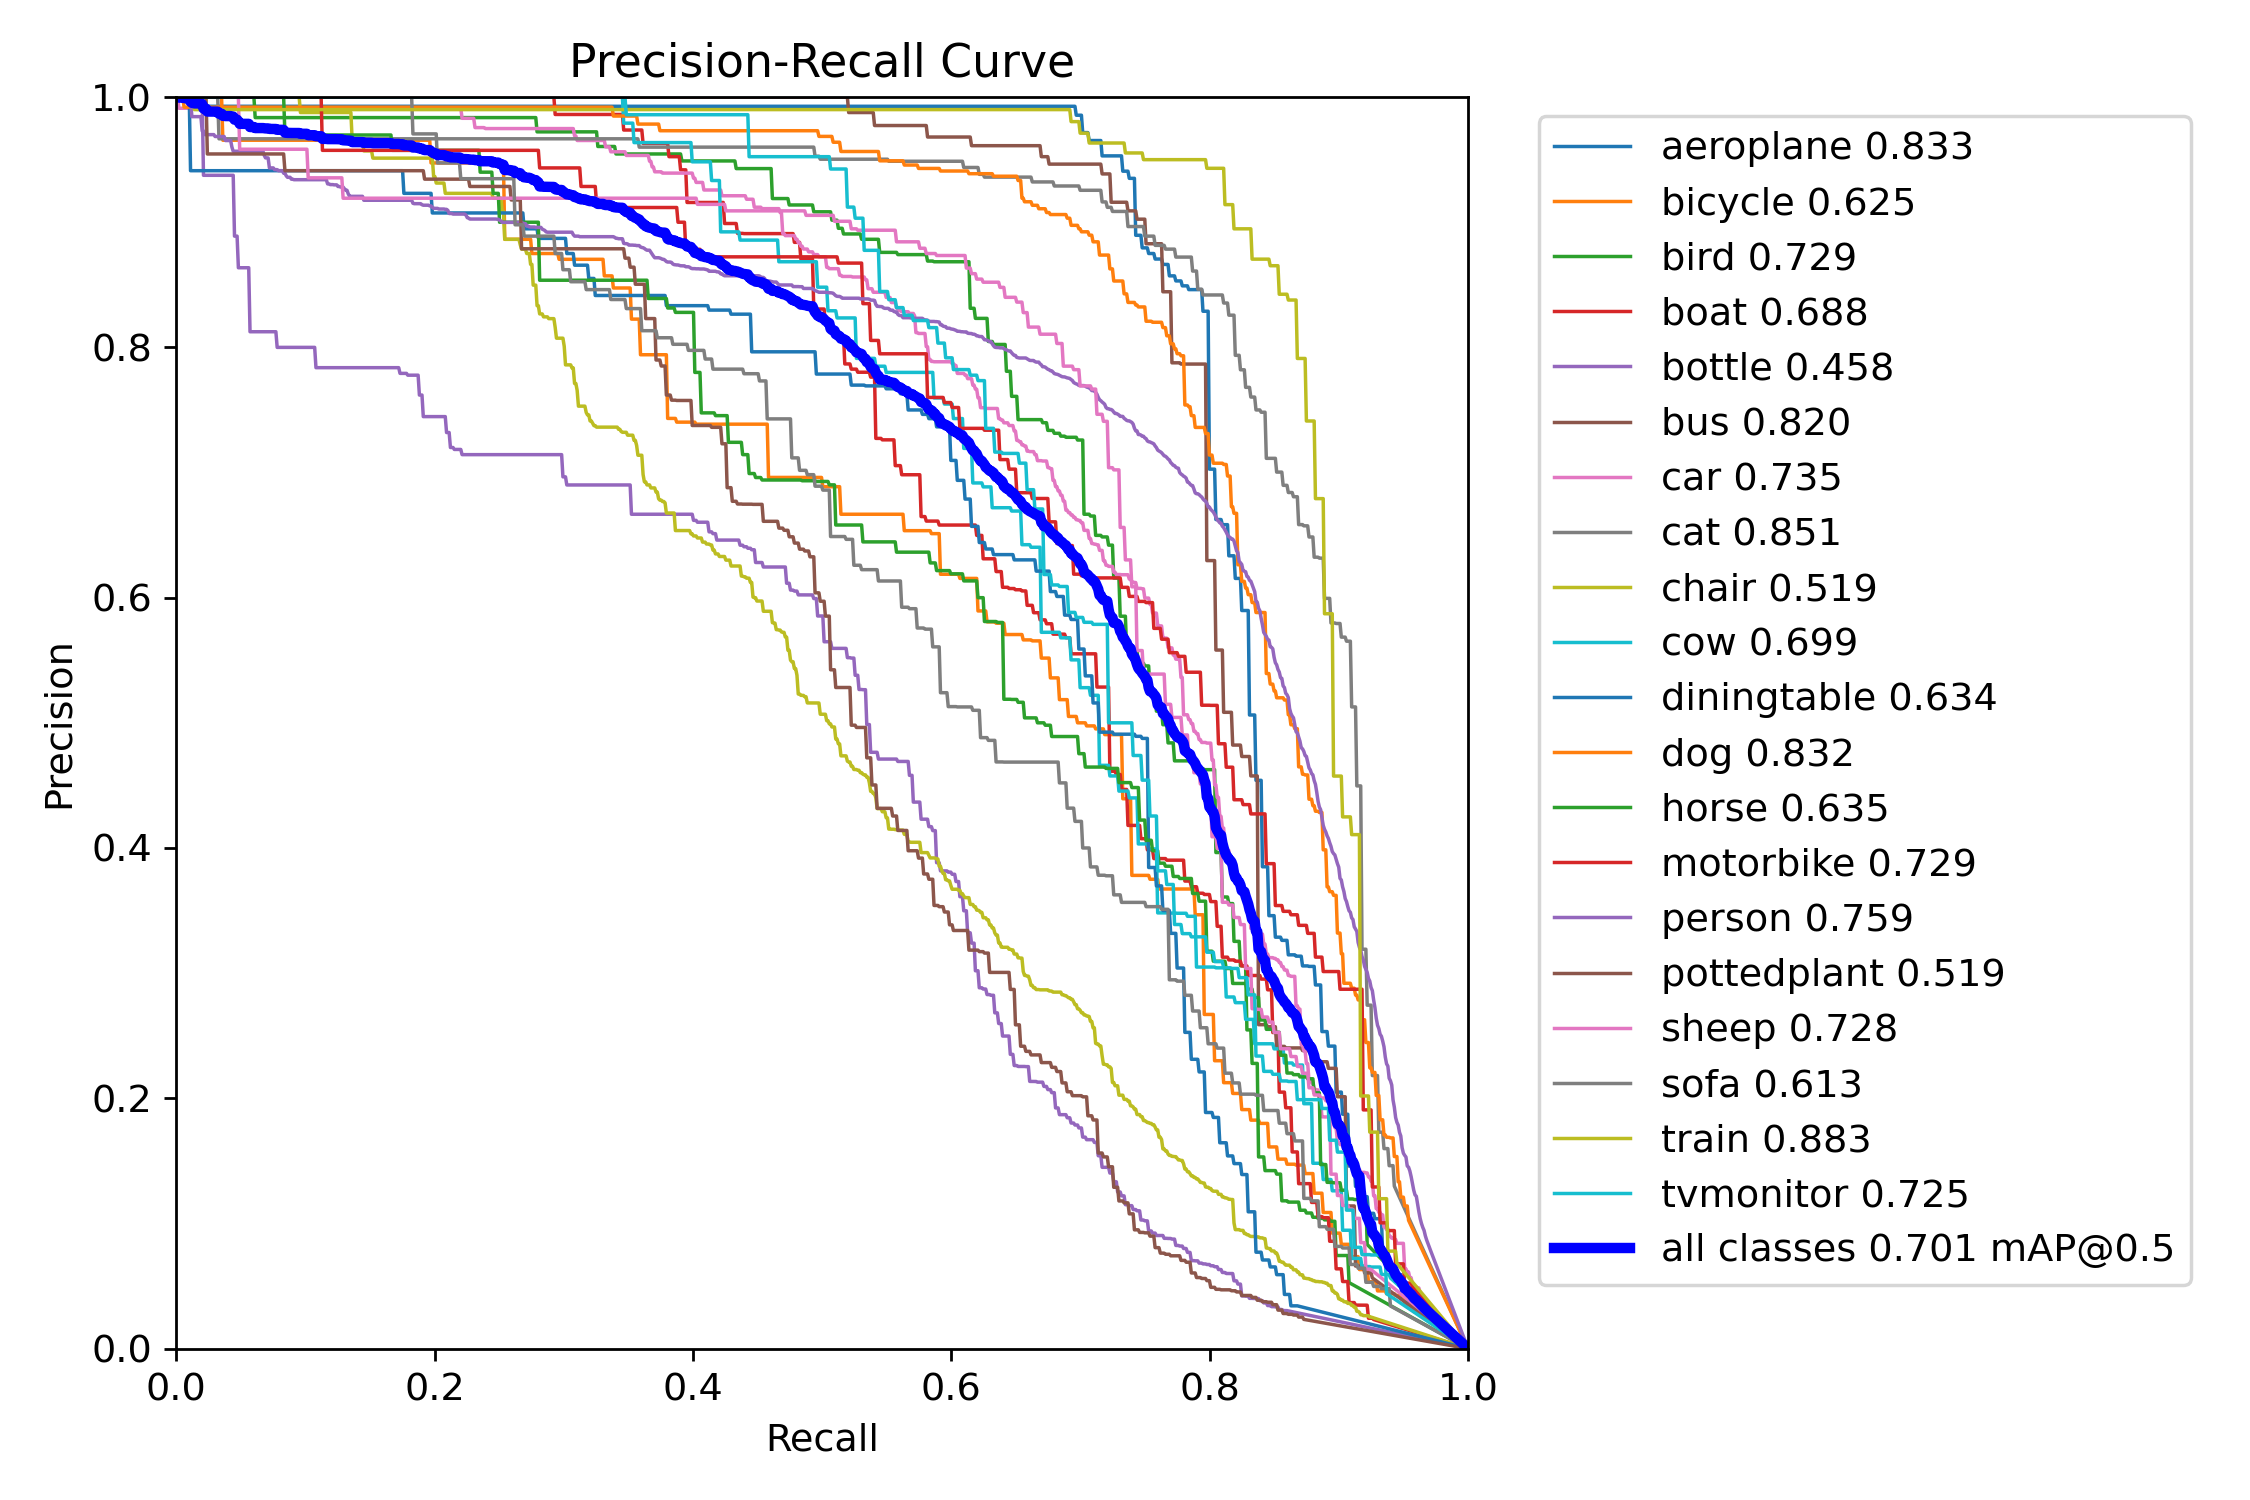 Precision-Recall Curve
1.0
0.8
0.6
0.4
0.2
0.0
Precision
0.0 0.2 0.4 0.6 0.8 1.0
Recall
aeroplane 0.833
bicycle 0.625
bird 0.729
boat 0.688
bottle 0.458
bus 0.820
car 0.735
cat 0.851
chair 0.519
cow 0.699
diningtable 0.634
dog 0.832
horse 0.635
motorbike 0.729
person 0.759
pottedplant 0.519
sheep 0.728
sofa 0.613
train 0.883
tvmonitor 0.725
all classes 0.701 mAP@0.5